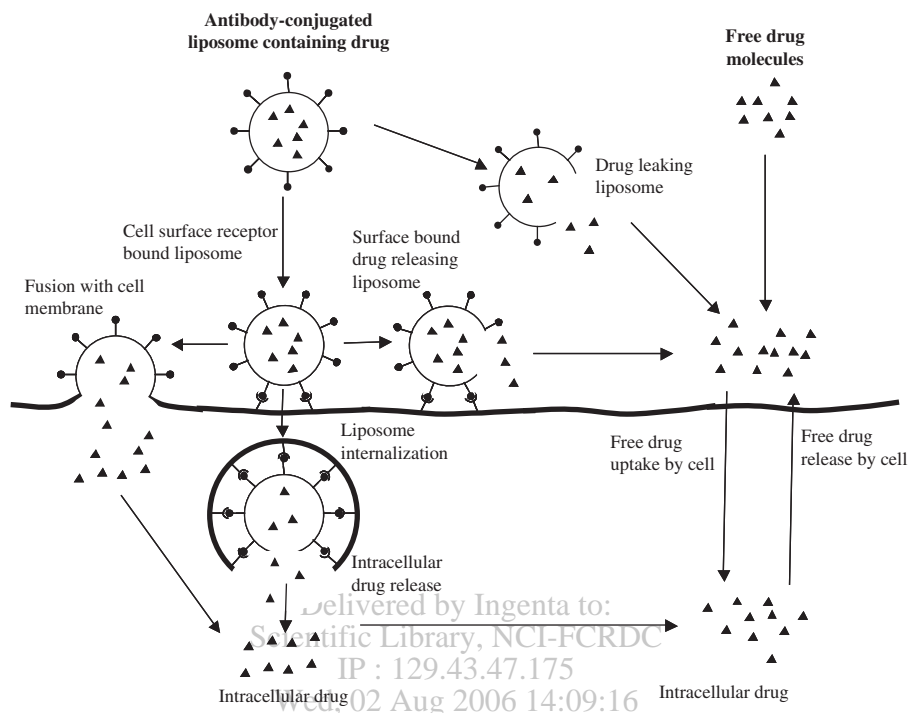 Antibody-conjugated
liposome containing drug
Free drug
molecules
Drug leaking
liposome
Cell surface receptor
bound liposome
Surface bound
drug releasing
liposome
Fusion with cell
membrane
Liposome
internalization
Free drug
uptake by cell
Free drug
release by cell
Intracellular
drug release
Delivered by Ingenta to:
Scientific Library, NCI-FCRDC
IP : 129.43.47.175
Intracellular drug
Intracellular drug
Wed, 02 Aug 2006 14:09:16